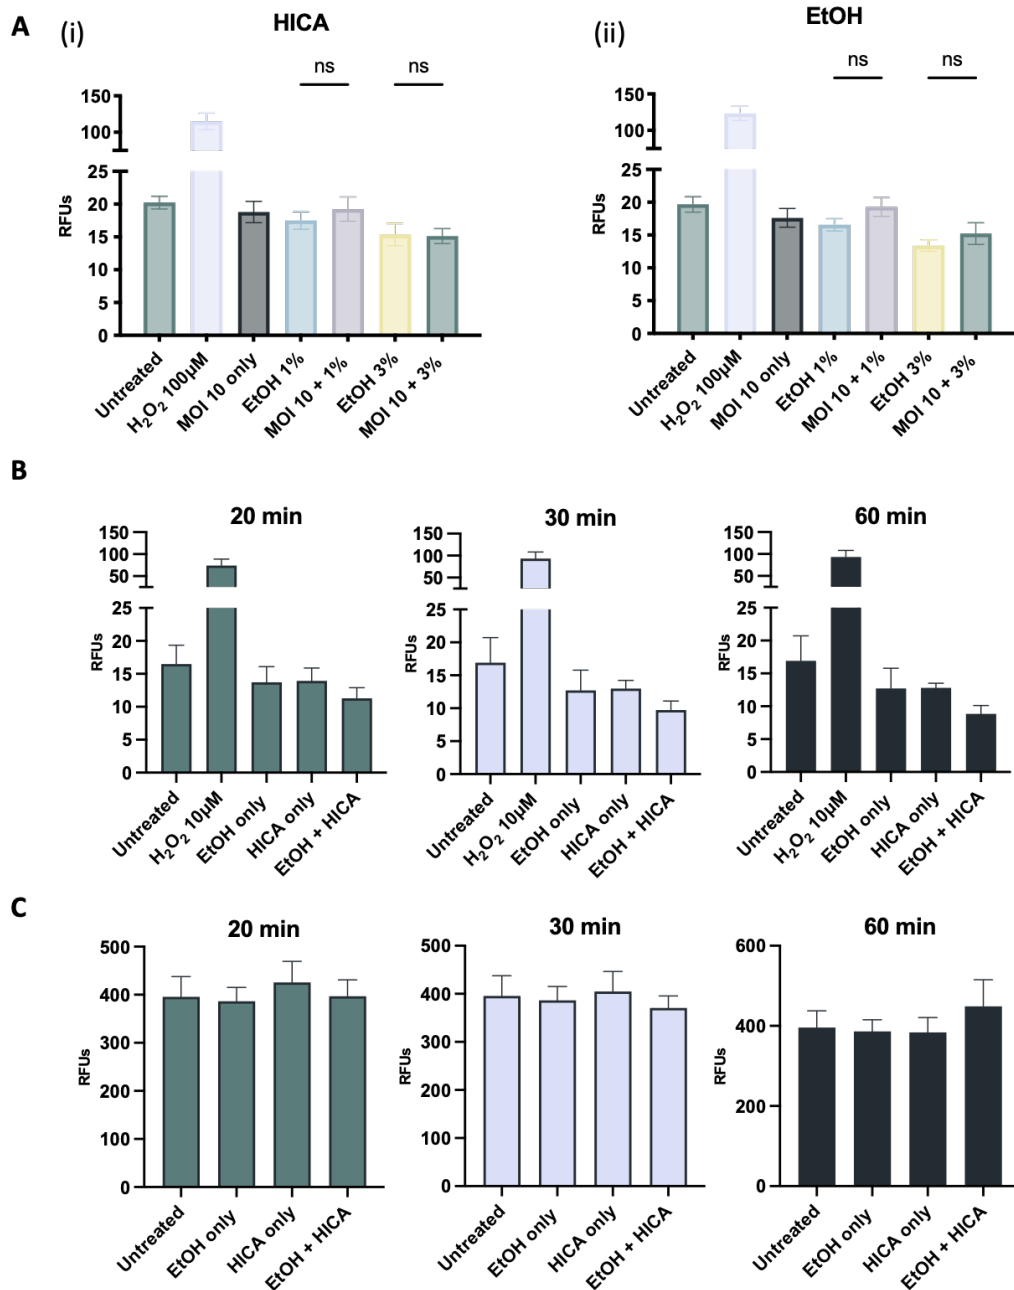 A
(i)
HICA
ns
ns
150
100
25
20
15
10
5
0
RFUs
Untreated
H₂O₂ 100µM
MOI 10 only
EtOH 1%
MOI 10 + 1%
EtOH 3%
MOI 10 + 3%
(ii)
EtOH
ns
ns
150
100
25
20
15
10
5
0
RFUs
Untreated
H₂O₂ 100µM
MOI 10 only
EtOH 1%
MOI 10 + 1%
EtOH 3%
MOI 10 + 3%
B
20 min
150
100
50
25
20
15
10
5
0
RFUs
Untreated
H₂O₂ 10µM
EtOH only
HICA only
EtOH + HICA
30 min
150
100
50
25
20
15
10
5
0
RFUs
Untreated
H₂O₂ 10µM
EtOH only
HICA only
EtOH + HICA
60 min
150
100
50
25
20
15
10
5
0
RFUs
Untreated
H₂O₂ 10µM
EtOH only
HICA only
EtOH + HICA
C
20 min
500
400
300
200
100
0
RFUs
Untreated
EtOH only
HICA only
EtOH + HICA
30 min
500
400
300
200
100
0
RFUs
Untreated
EtOH only
HICA only
EtOH + HICA
60 min
600
400
200
0
RFUs
Untreated
EtOH only
HICA only
EtOH + HICA